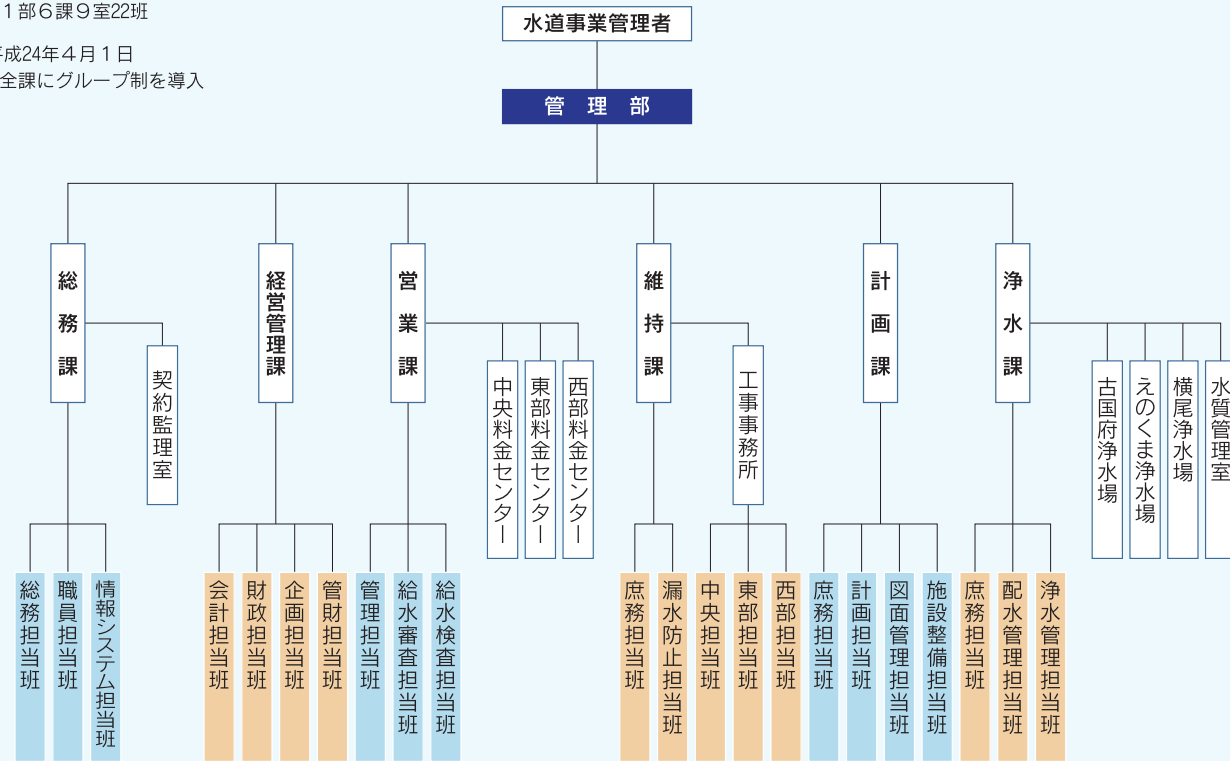 1部6課9室22班
平成24年4月1日
全課にグループ制を導入
水道事業管理者
管理部
総務課
経営管理課
営業課
維持課
計画課
浄水課
契約監理室
中央料金センター
東部料金センター
西部料金センター
工事事務所
古国府浄水場
えのくま浄水場
横尾浄水場
水質管理室
総務担当班
職員担当班
情報システム担当班
会計担当班
財政担当班
企画担当班
管財担当班
管理担当班
給水審査担当班
給水検査担当班
庶務担当班
漏水防止担当班
中央担当班
東部担当班
西部担当班
庶務担当班
計画担当班
図面管理担当班
施設整備担当班
庶務担当班
配水管理担当班
浄水管理担当班